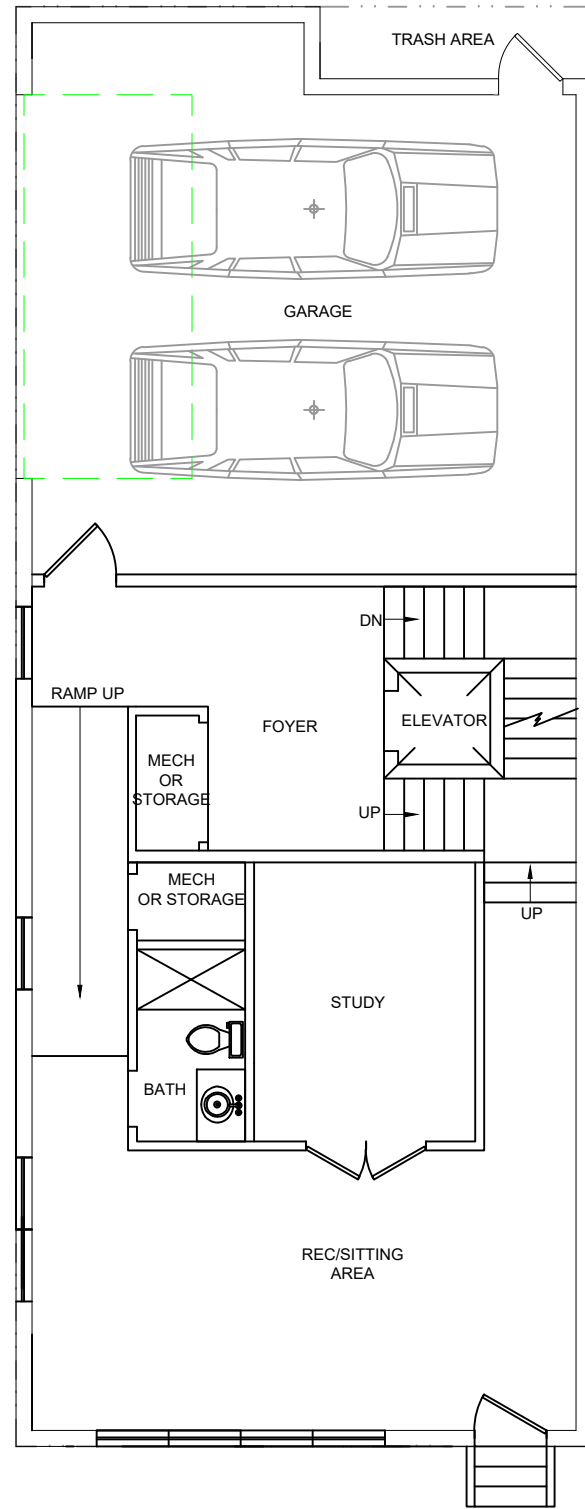 TRASH AREA
GARAGE
DN
RAMP UP
ELEVATOR
FOYER
MECH
OR
STORAGE
UP
MECH
OR STORAGE
UP
STUDY
BATH
REC/SITTING
AREA